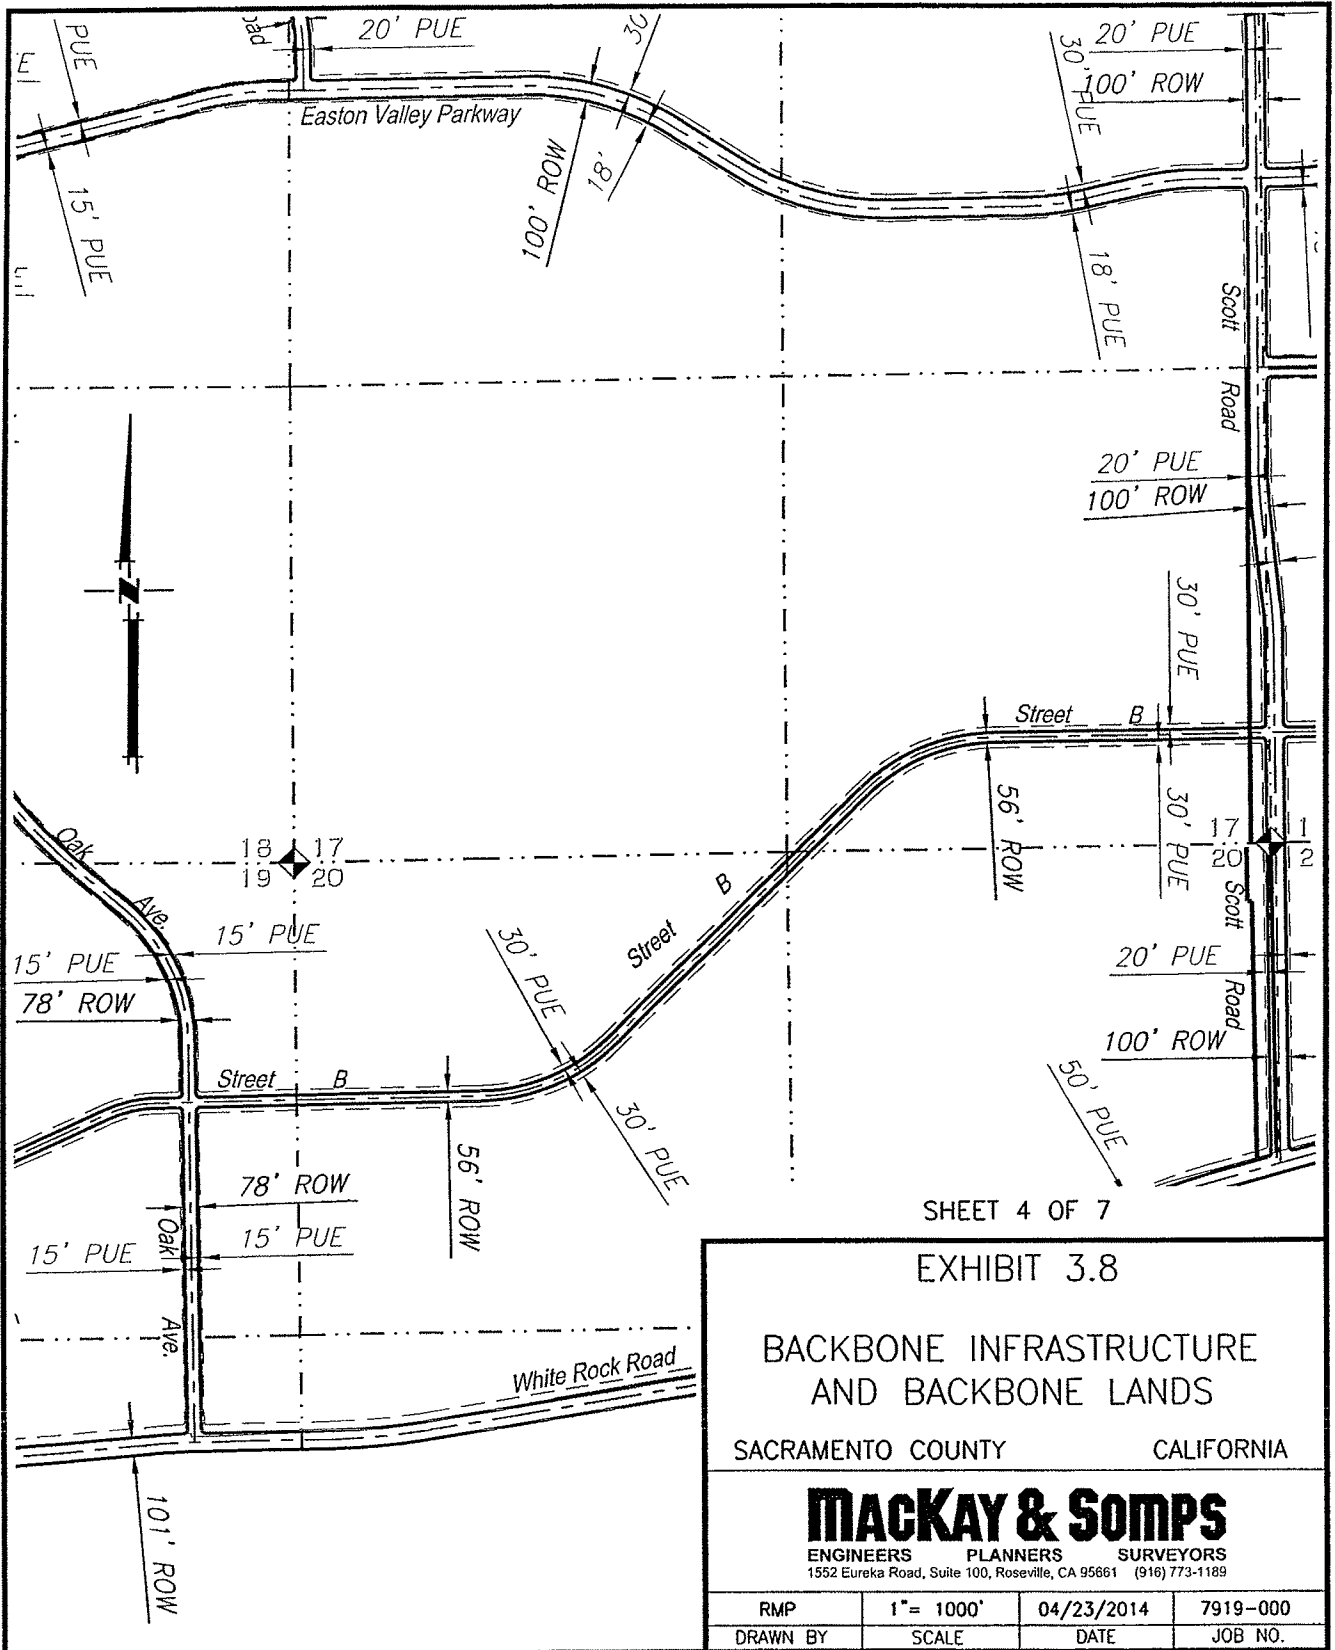 PUE
20' PUE
30'
20' PUE
30' PUE
100' ROW
Easton Valley Parkway
100' ROW
18'
15' PUE
18' PUE
Scott
Road
20' PUE
100' ROW
30' PUE
Street B
56' ROW
30' PUE
Oak
Ave.
18 17
19 20
17 1
20 2
Street B
Scott
Road
15' PUE
15' PUE
78' ROW
30' PUE
20' PUE
100' ROW
50' PUE
Street B
30' PUE
56' ROW
78' ROW
15' PUE
15' PUE
Oak
Ave.
White Rock Road
101' ROW
SHEET 4 OF 7
EXHIBIT 3.8
BACKBONE INFRASTRUCTURE
AND BACKBONE LANDS
SACRAMENTO COUNTY CALIFORNIA
MACKAY & SOMPS
ENGINEERS PLANNERS SURVEYORS
1552 Eureka Road, Suite 100, Roseville, CA 95661 (916) 773-1189
RMP 1"= 1000' 04/23/2014 7919-000
DRAWN BY SCALE DATE JOB NO.